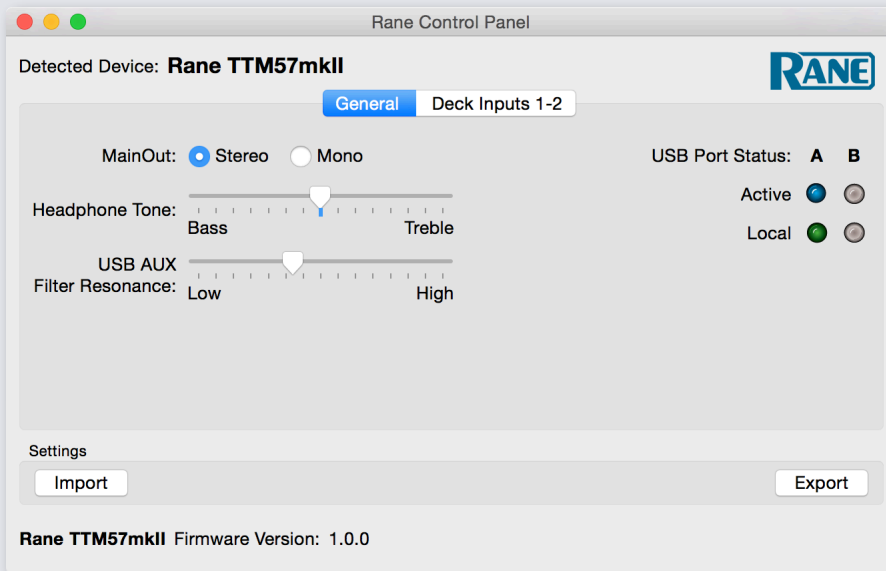 Rane Control Panel
Detected Device: Rane TTM57mkII
RANE
General Deck Inputs 1-2
MainOut: Stereo Mono
USB Port Status: A B
Active
Local
Headphone Tone:
Bass Treble
USB AUX
Filter Resonance:
Low High
Settings
Import Export
Rane TTM57mkII Firmware Version: 1.0.0